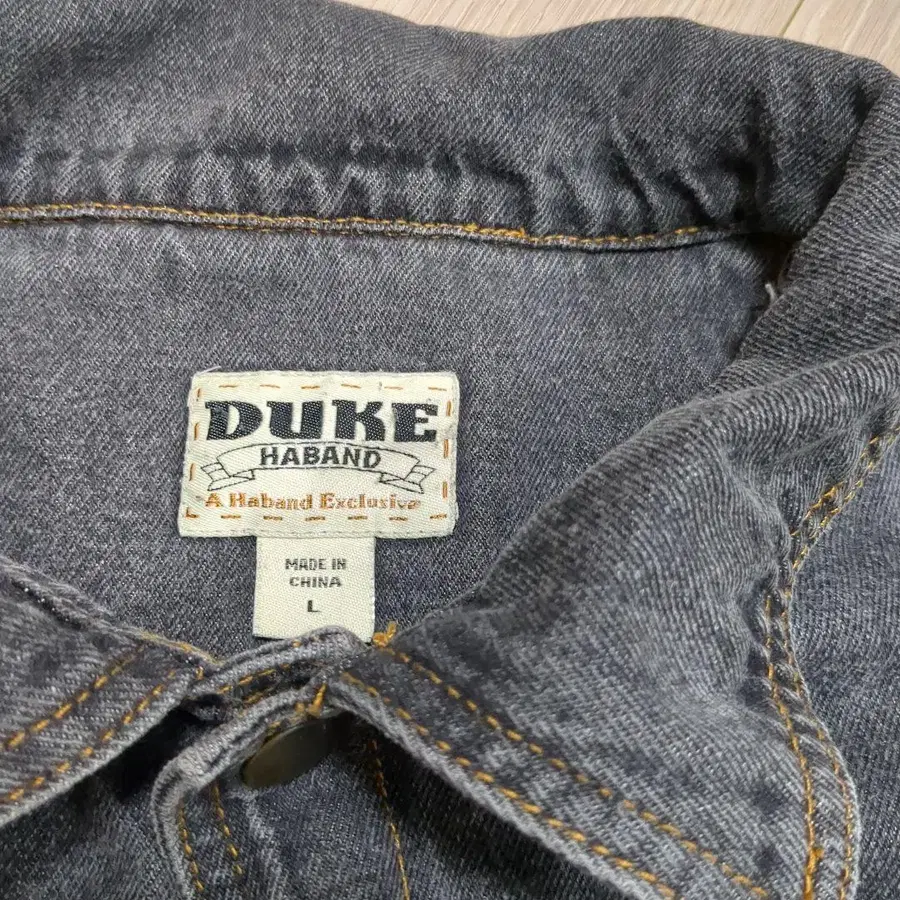 DUKE
HABAND
A Haband Exclusive
MADE IN
CHINA
L